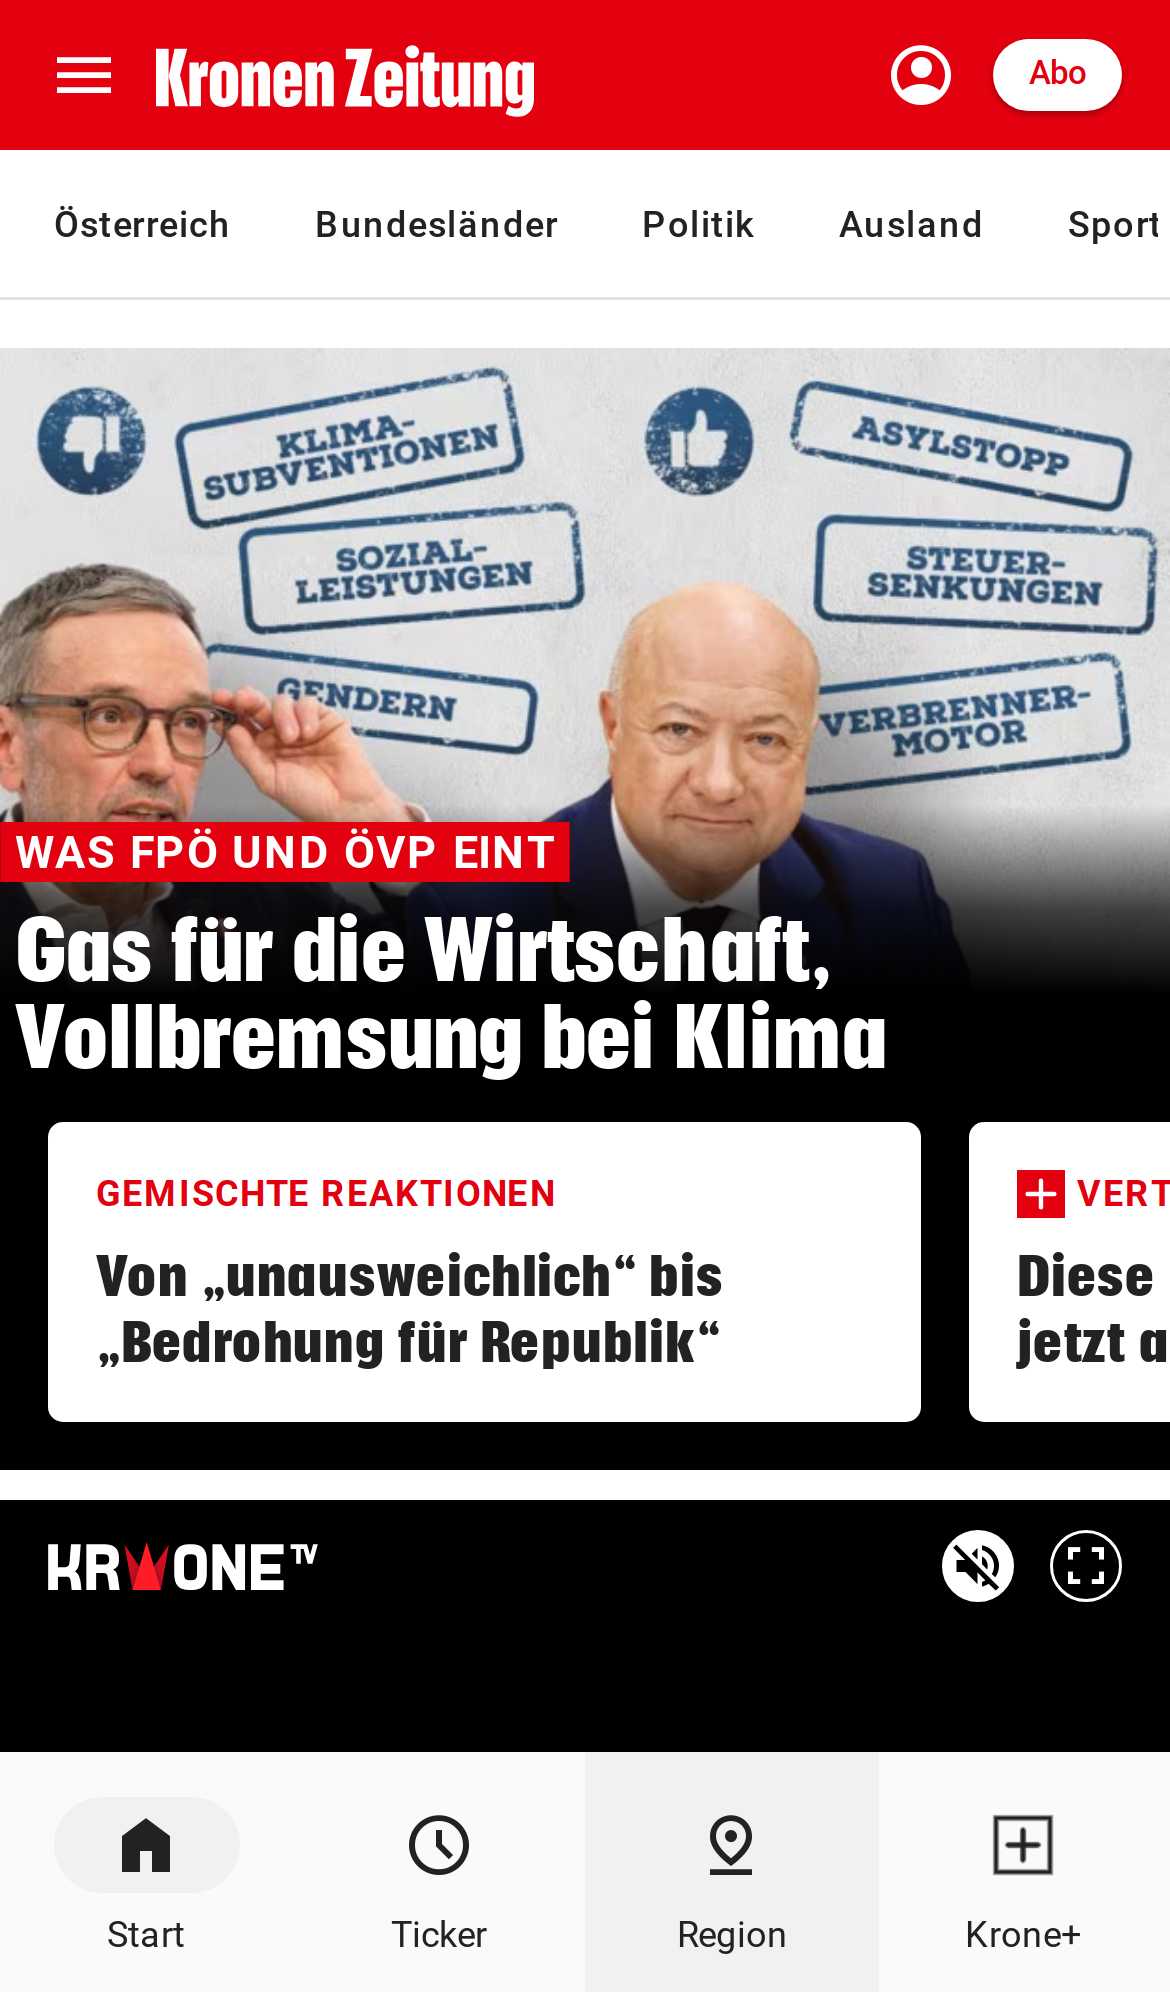 Kronen Zeitung
Abo
Österreich
Bundesländer
Politik
Ausland
Sport
KLIMA-
SUBVENTIONEN
SOZIAL-
LEISTUNGEN
GENDERN
ASYLSTOPP
STEUER-
SENKUNGEN
VERBRENNER-
MOTOR
WAS FPÖ UND ÖVP EINT
Gas für die Wirtschaft,
Vollbremsung bei Klima
GEMISCHTE REAKTIONEN
Von „unausweichlich“ bis
„Bedrohung für Republik“
VERT
Diese
jetzt a
KRONE TV
Start
Ticker
Region
Krone+